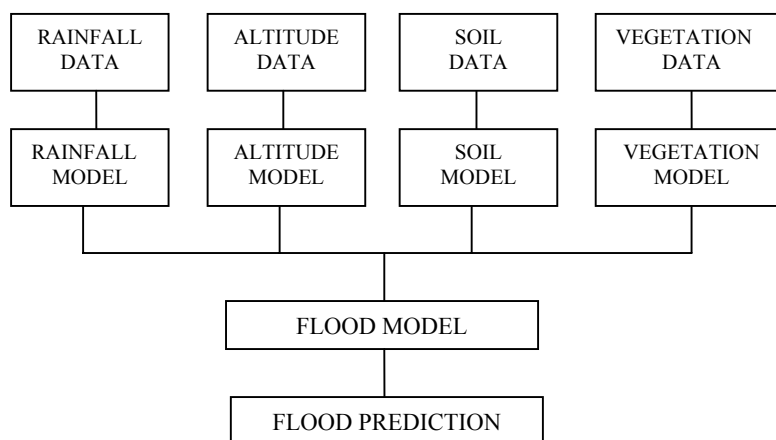 RAINFALL
DATA
ALTITUDE
DATA
SOIL
DATA
VEGETATION
DATA
RAINFALL
MODEL
ALTITUDE
MODEL
SOIL
MODEL
VEGETATION
MODEL
FLOOD MODEL
FLOOD PREDICTION